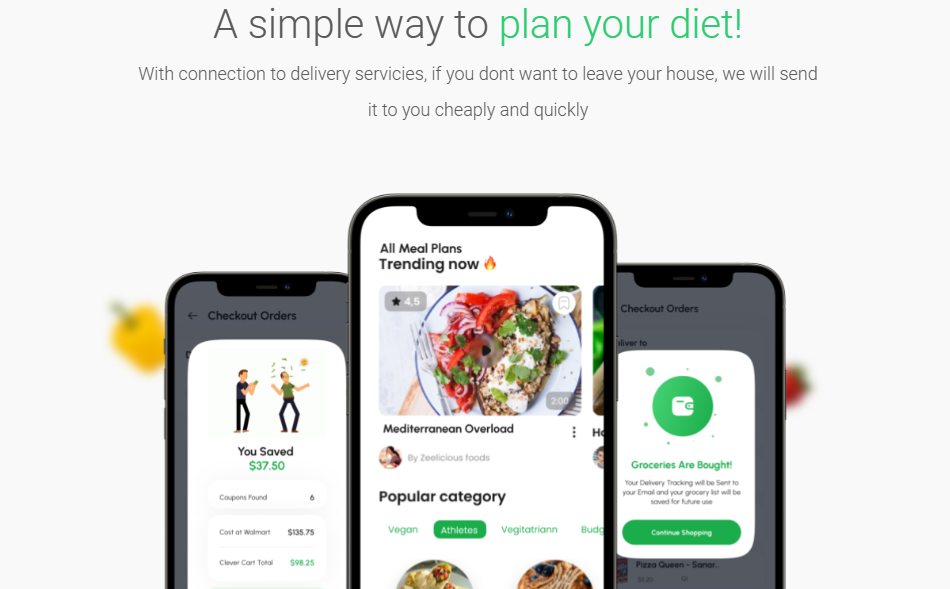 A simple way to plan your diet!
With connection to delivery servicies, if you dont want to leave your house, we will send
it to you cheaply and quickly
Checkout Orders
You Saved
$37.50
Coupons Found 6
Cost at Walmart $135.75
Clever Cart Total $98.25
All Meal Plans
Trending now
4,5
2:00
Mediterranean Overload
By Zeelicious foods
Popular category
Vegan Athletes Vegitatriann Budg
Checkout Orders
eliver to
Groceries Are Bought!
Your Delivery Tracking will be Sent to
your Email and your grocery list will be
saved for future use
Continue Shopping
Pizza Queen - Sanar...